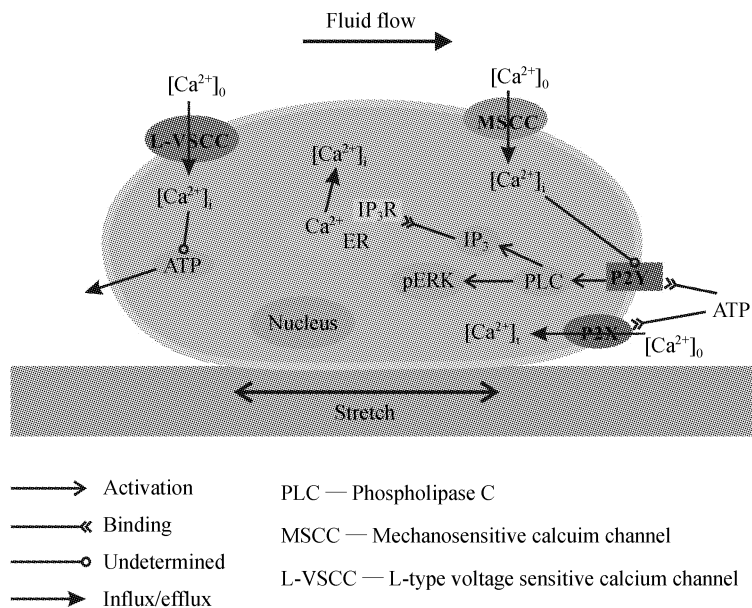 Fluid flow
[Ca²⁺]₀
[Ca²⁺]₀
L-VSCC
MSCC
[Ca²⁺]ᵢ
[Ca²⁺]ᵢ
[Ca²⁺]ᵢ
Ca²⁺
IP₃R
ER
IP₃
ATP
pERK
PLC
P2Y
ATP
Nucleus
[Ca²⁺]ᵢ
P2X
[Ca²⁺]₀
Stretch
Activation
Binding
Undetermined
Influx/efflux
PLC — Phospholipase C
MSCC — Mechanosensitive calcuim channel
L-VSCC — L-type voltage sensitive calcium channel